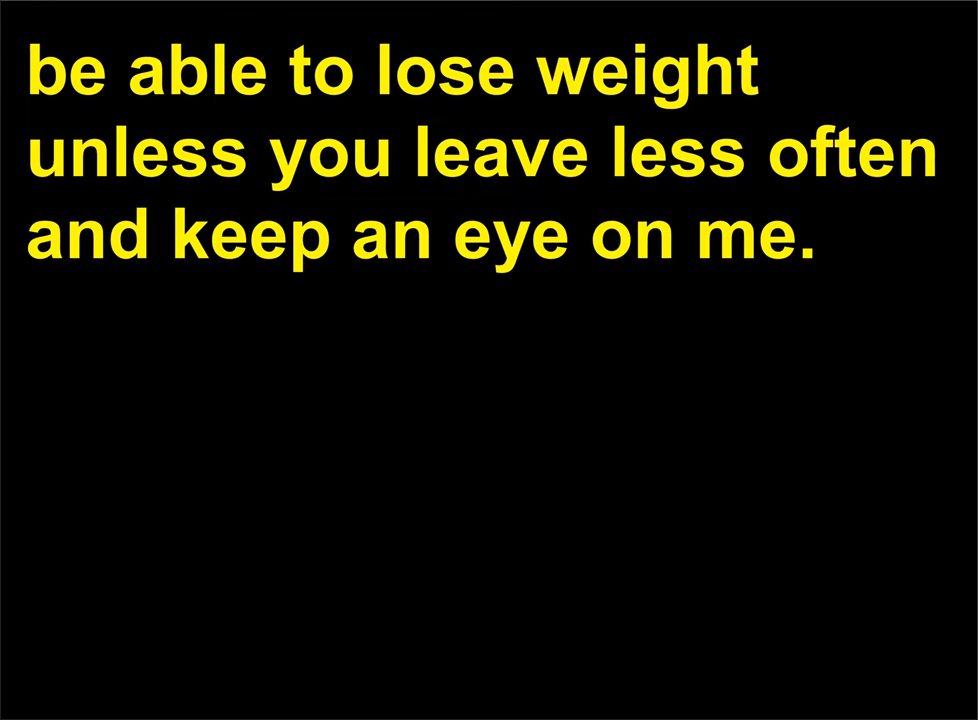 be able to lose weight
unless you leave less often
and keep an eye on me.